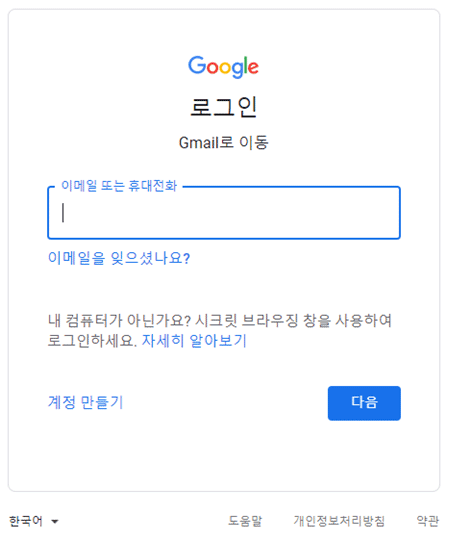 Google
로그인
Gmail로 이동
이메일 또는 휴대전화
이메일을 잊으셨나요?
내 컴퓨터가 아닌가요? 시크릿 브라우징 창을 사용하여
로그인하세요. 자세히 알아보기
계정 만들기
다음
한국어
도움말
개인정보처리방침
약관